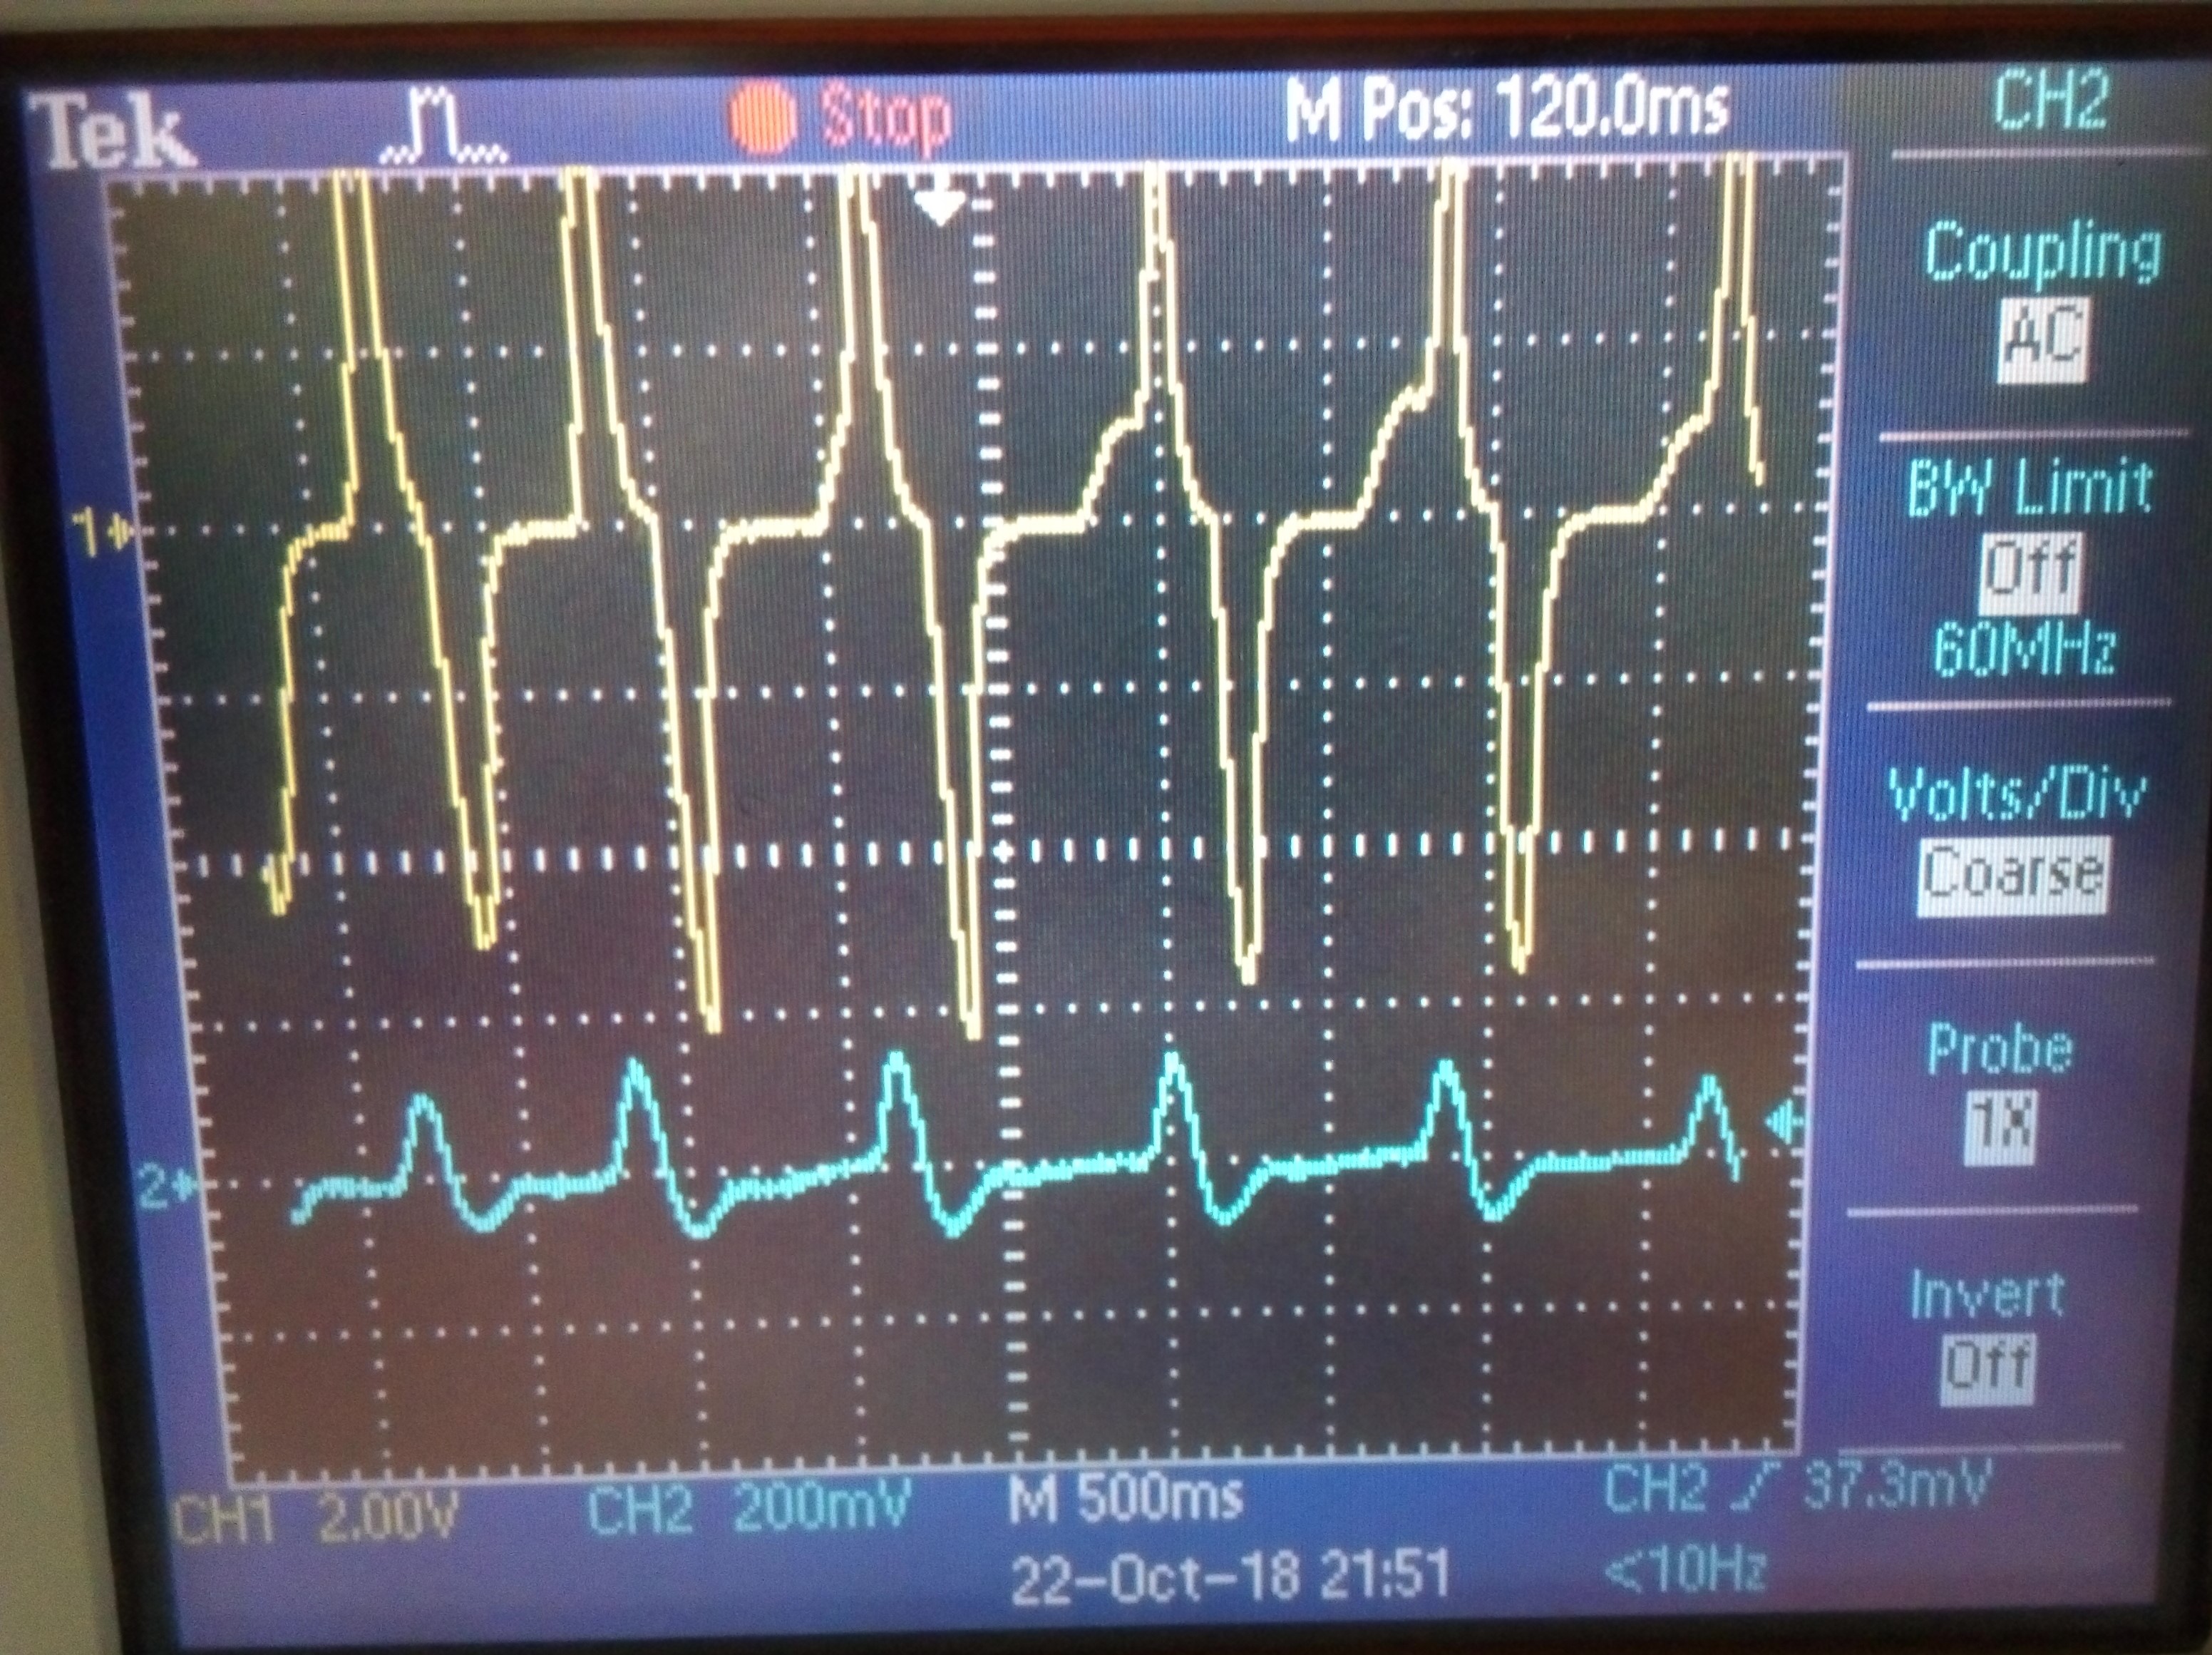 Tek Stop M Pos: 120.0ms CH2
Coupling
AC
1
BW Limit
Off
60MHz
Volts/Div
Coarse
Probe
1X
2
Invert
Off
CH1 2.00V CH2 200mV M 500ms CH2 37.3mV
22-Oct-18 21:51 <10Hz